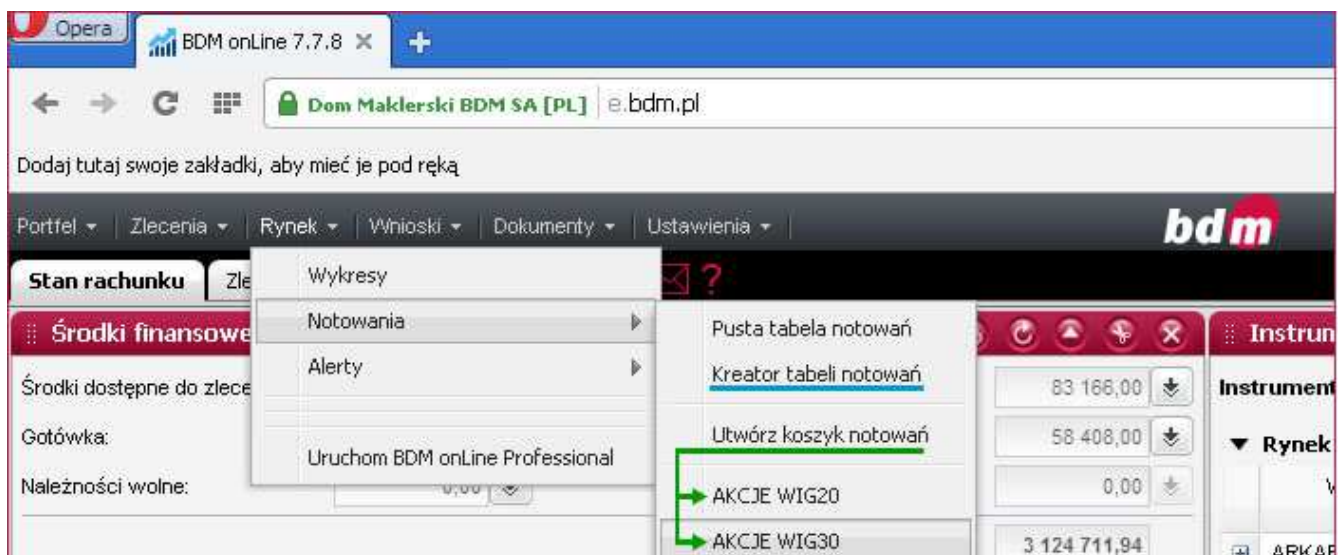 Opera
BDM onLine 7.7.8
Dom Maklerski BDM SA [PL] e.bdm.pl
Dodaj tutaj swoje zakładki, aby mieć je pod ręką
Portfel Zlecenia Rynek Wnioski Dokumenty Ustawienia
bdm
Stan rachunku Zle
Wykresy
?
Notowania
Alerty
Uruchom BDM onLine Professional
Pusta tabela notowań
Kreator tabeli notowań
Utwórz koszyk notowań
AKCJE WIG20
AKCJE WIG30
Środki finansowe
Środki dostępne do zlece
83 166,00
Gotówka:
58 408,00
Należności wolne:
0,00
0,00
3 124 711,94
Instrum
Instrument
Rynek